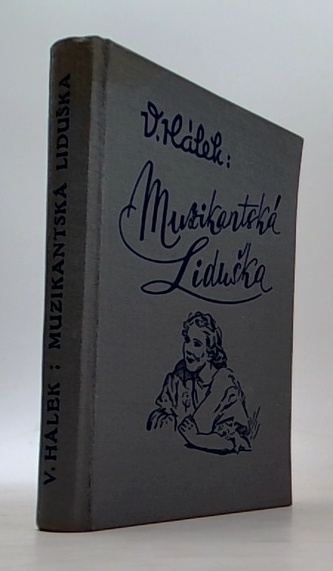 V. Hálek:
Muzikantská
Liduška
V. HÁLEK : MUZIKANTSKÁ LIDUŠKA